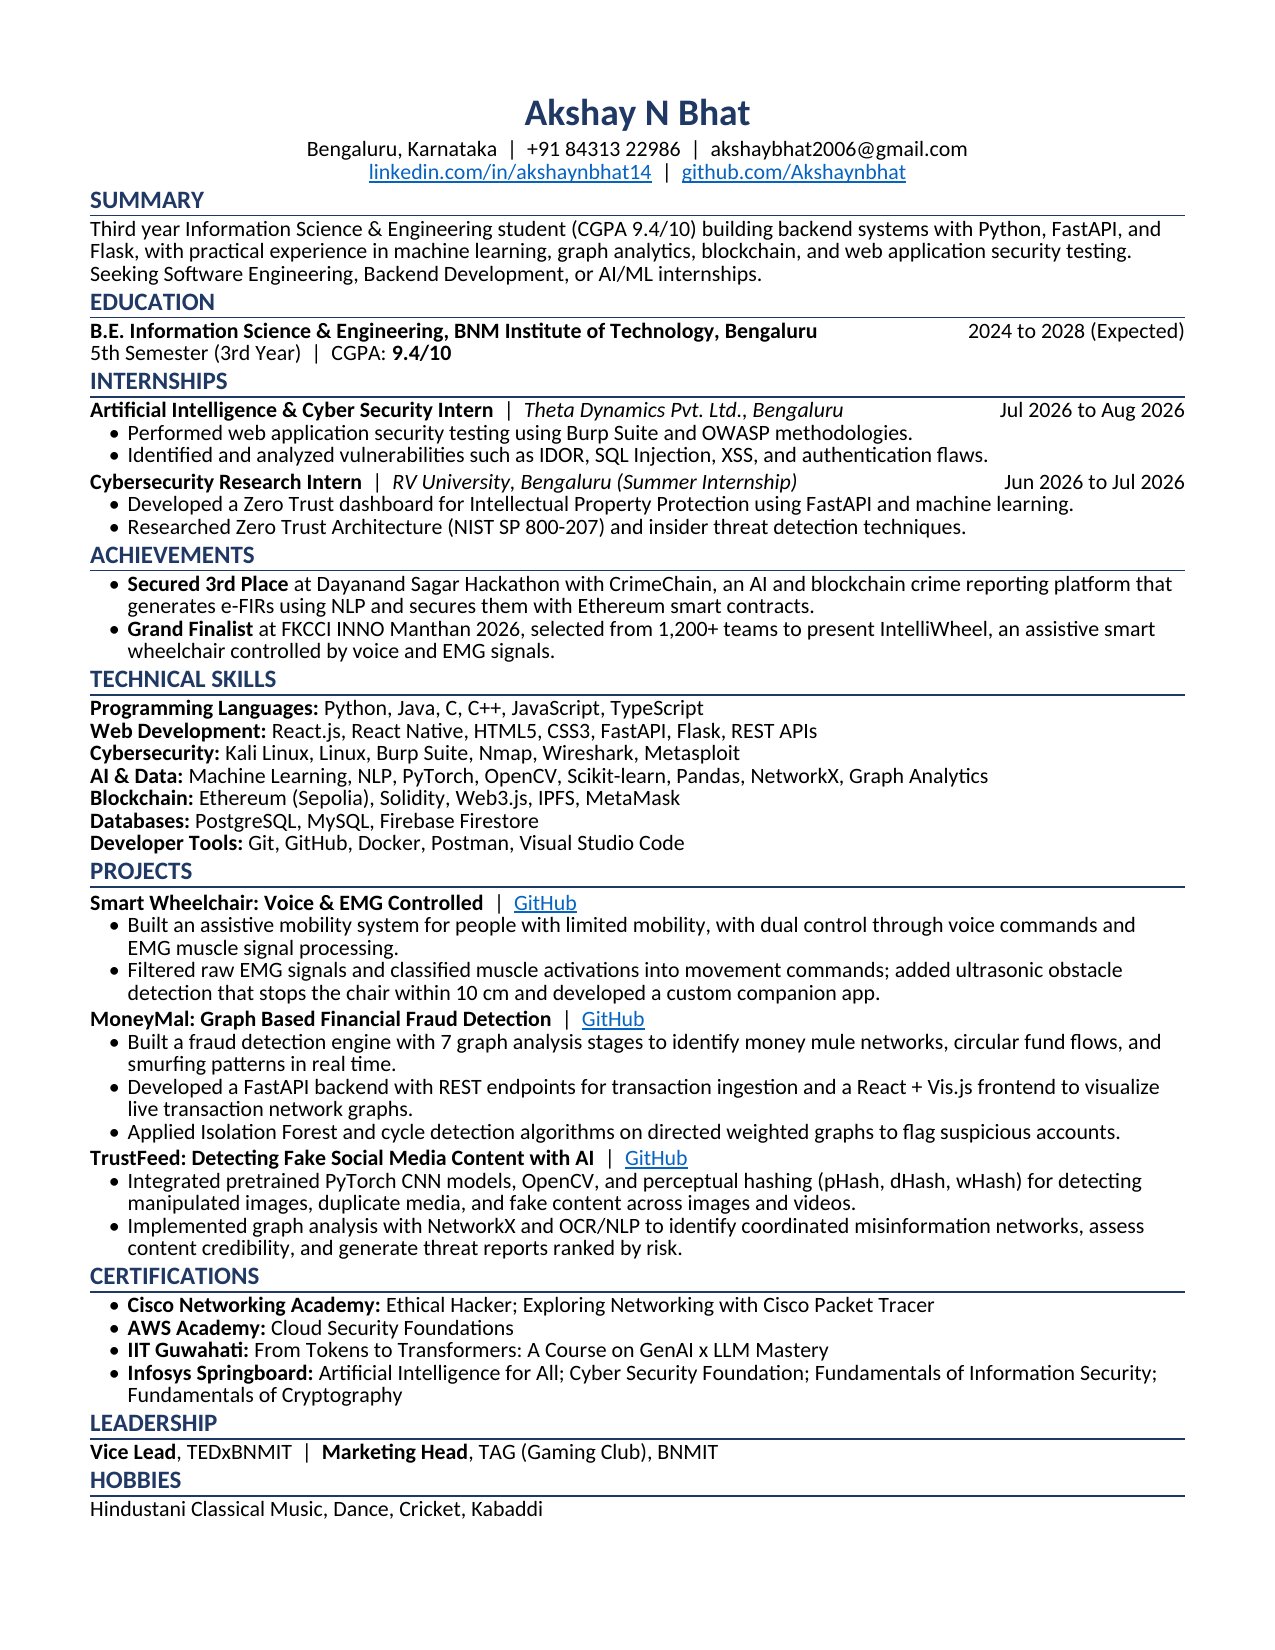 Akshay N Bhat
Bengaluru, Karnataka | +91 84313 22986 | akshaybhat2006@gmail.com
linkedin.com/in/akshaynbhat14 | github.com/Akshaynbhat
SUMMARY
Third year Information Science & Engineering student (CGPA 9.4/10) building backend systems with Python, FastAPI, and
Flask, with practical experience in machine learning, graph analytics, blockchain, and web application security testing.
Seeking Software Engineering, Backend Development, or AI/ML internships.
EDUCATION
B.E. Information Science & Engineering, BNM Institute of Technology, Bengaluru 2024 to 2028 (Expected)
5th Semester (3rd Year) | CGPA: 9.4/10
INTERNSHIPS
Artificial Intelligence & Cyber Security Intern | Theta Dynamics Pvt. Ltd., Bengaluru Jul 2026 to Aug 2026
• Performed web application security testing using Burp Suite and OWASP methodologies.
• Identified and analyzed vulnerabilities such as IDOR, SQL Injection, XSS, and authentication flaws.
Cybersecurity Research Intern | RV University, Bengaluru (Summer Internship) Jun 2026 to Jul 2026
• Developed a Zero Trust dashboard for Intellectual Property Protection using FastAPI and machine learning.
• Researched Zero Trust Architecture (NIST SP 800-207) and insider threat detection techniques.
ACHIEVEMENTS
• Secured 3rd Place at Dayanand Sagar Hackathon with CrimeChain, an AI and blockchain crime reporting platform that
generates e-FIRs using NLP and secures them with Ethereum smart contracts.
• Grand Finalist at FKCCI INNO Manthan 2026, selected from 1,200+ teams to present IntelliWheel, an assistive smart
wheelchair controlled by voice and EMG signals.
TECHNICAL SKILLS
Programming Languages: Python, Java, C, C++, JavaScript, TypeScript
Web Development: React.js, React Native, HTML5, CSS3, FastAPI, Flask, REST APIs
Cybersecurity: Kali Linux, Linux, Burp Suite, Nmap, Wireshark, Metasploit
AI & Data: Machine Learning, NLP, PyTorch, OpenCV, Scikit-learn, Pandas, NetworkX, Graph Analytics
Blockchain: Ethereum (Sepolia), Solidity, Web3.js, IPFS, MetaMask
Databases: PostgreSQL, MySQL, Firebase Firestore
Developer Tools: Git, GitHub, Docker, Postman, Visual Studio Code
PROJECTS
Smart Wheelchair: Voice & EMG Controlled | GitHub
• Built an assistive mobility system for people with limited mobility, with dual control through voice commands and
EMG muscle signal processing.
• Filtered raw EMG signals and classified muscle activations into movement commands; added ultrasonic obstacle
detection that stops the chair within 10 cm and developed a custom companion app.
MoneyMal: Graph Based Financial Fraud Detection | GitHub
• Built a fraud detection engine with 7 graph analysis stages to identify money mule networks, circular fund flows, and
smurfing patterns in real time.
• Developed a FastAPI backend with REST endpoints for transaction ingestion and a React + Vis.js frontend to visualize
live transaction network graphs.
• Applied Isolation Forest and cycle detection algorithms on directed weighted graphs to flag suspicious accounts.
TrustFeed: Detecting Fake Social Media Content with AI | GitHub
• Integrated pretrained PyTorch CNN models, OpenCV, and perceptual hashing (pHash, dHash, wHash) for detecting
manipulated images, duplicate media, and fake content across images and videos.
• Implemented graph analysis with NetworkX and OCR/NLP to identify coordinated misinformation networks, assess
content credibility, and generate threat reports ranked by risk.
CERTIFICATIONS
• Cisco Networking Academy: Ethical Hacker; Exploring Networking with Cisco Packet Tracer
• AWS Academy: Cloud Security Foundations
• IIT Guwahati: From Tokens to Transformers: A Course on GenAI x LLM Mastery
• Infosys Springboard: Artificial Intelligence for All; Cyber Security Foundation; Fundamentals of Information Security;
Fundamentals of Cryptography
LEADERSHIP
Vice Lead, TEDxBNMIT | Marketing Head, TAG (Gaming Club), BNMIT
HOBBIES
Hindustani Classical Music, Dance, Cricket, Kabaddi